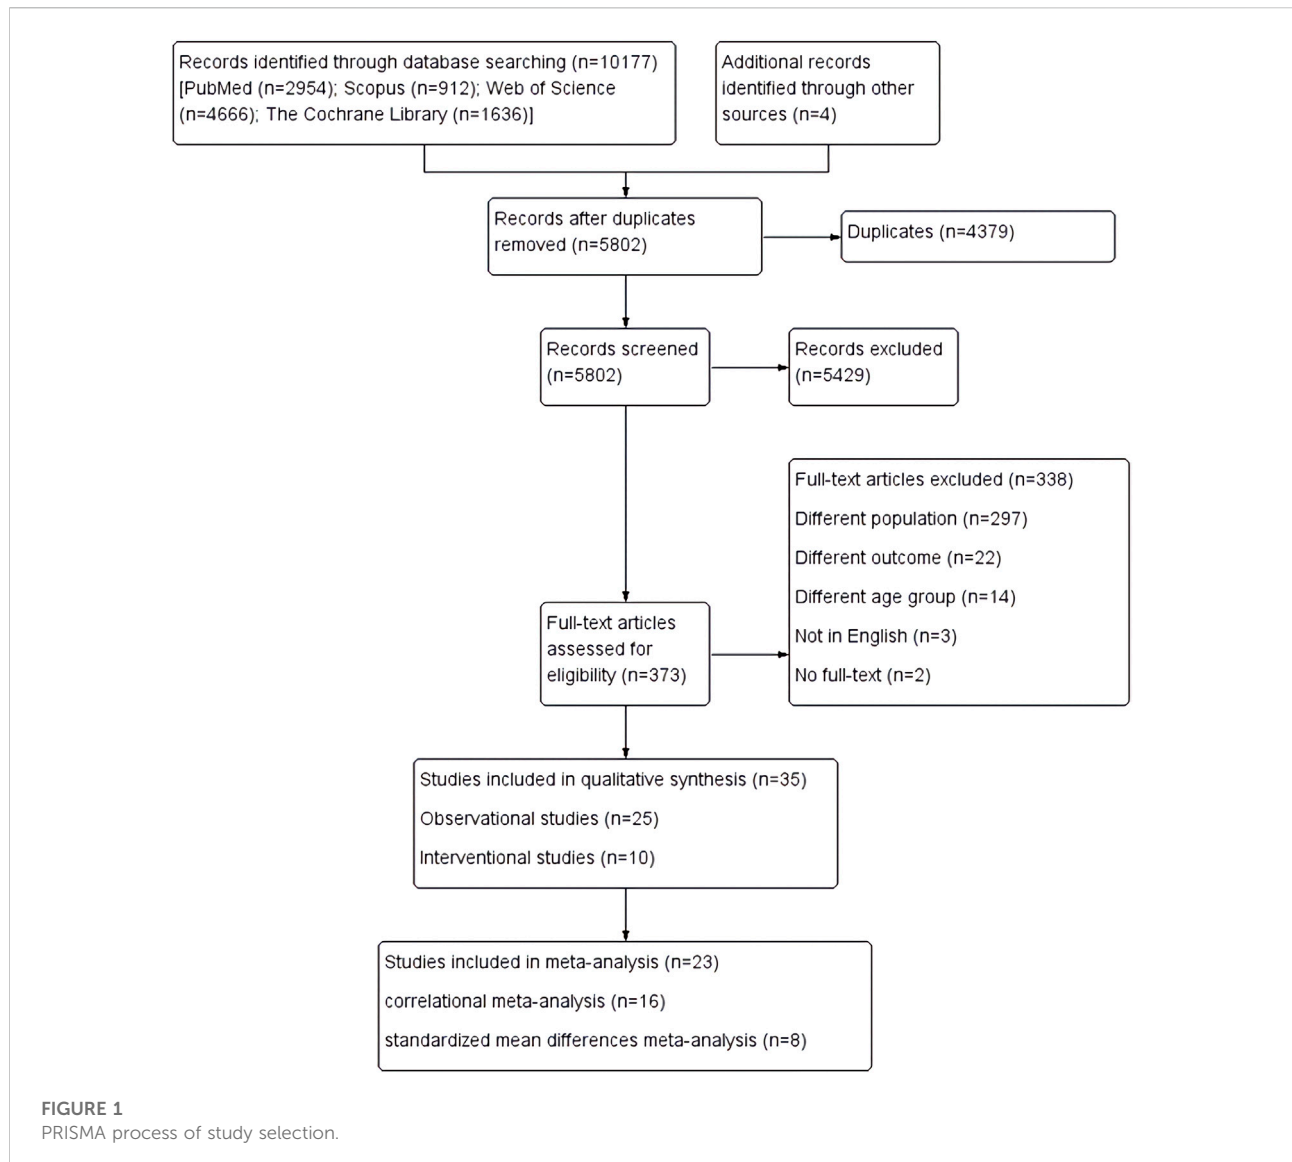 Records identified through database searching (n=10177)
[PubMed (n=2954); Scopus (n=912); Web of Science
(n=4666); The Cochrane Library (n=1636)]
Additional records
identified through other
sources (n=4)
Records after duplicates
removed (n=5802)
Duplicates (n=4379)
Records screened
(n=5802)
Records excluded
(n=5429)
Full-text articles
assessed for
eligibility (n=373)
Full-text articles excluded (n=338)
Different population (n=297)
Different outcome (n=22)
Different age group (n=14)
Not in English (n=3)
No full-text (n=2)
Studies included in qualitative synthesis (n=35)
Observational studies (n=25)
Interventional studies (n=10)
Studies included in meta-analysis (n=23)
correlational meta-analysis (n=16)
standardized mean differences meta-analysis (n=8)
FIGURE 1
PRISMA process of study selection.